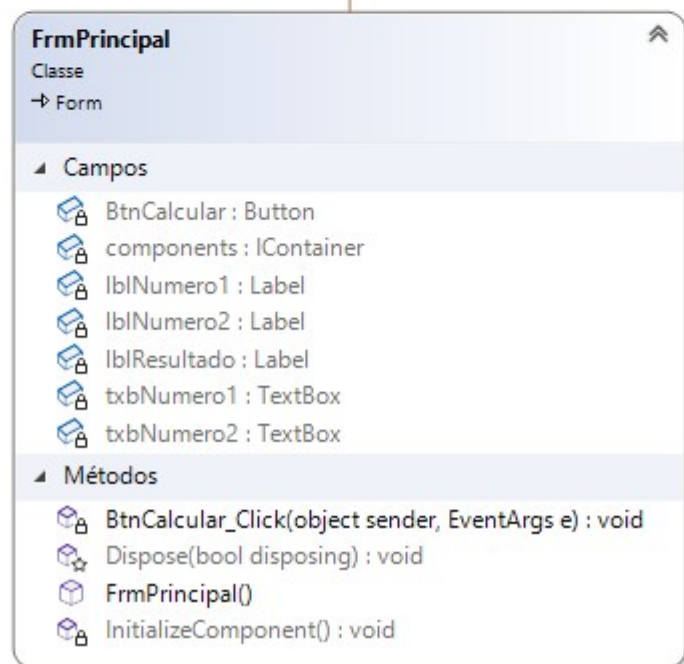 FrmPrincipal
Classe
Form
Campos
BtnCalcular : Button
components : IContainer
lblNumero1 : Label
lblNumero2 : Label
lblResultado : Label
txbNumero1 : TextBox
txbNumero2 : TextBox
Métodos
BtnCalcular_Click(object sender, EventArgs e) : void
Dispose(bool disposing) : void
FrmPrincipal()
InitializeComponent() : void